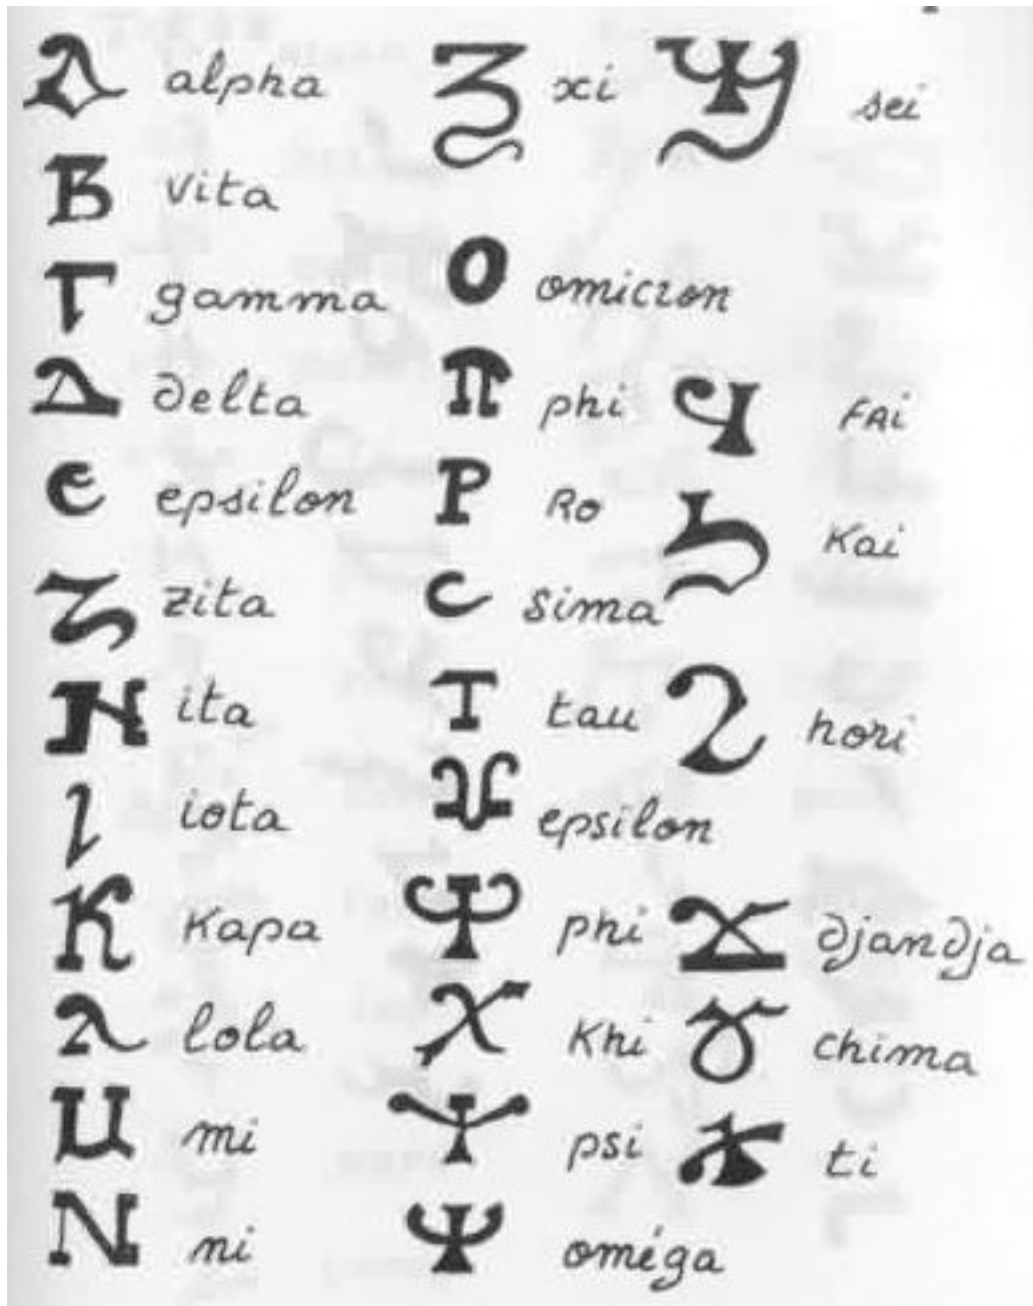 Ⲁ alpha
Ⲃ vita
Ⲅ gamma
Ⲇ delta
Ⲉ epsilon
Ⲍ zita
Ⲏ ita
Ⲓ iota
Ⲕ Kapa
Ⲗ lola
Ⲙ mi
Ⲛ ni
Ⲝ xi
Ⲟ omicron
Ⲡ phi
Ⲣ Ro
Ⲥ sima
Ⲧ tau
Ⲩ epsilon
Ⲫ phi
Ⲭ Khi
Ⲯ psi
Ⲱ oméga
Ϣ sei
Ϥ FAi
Ϧ Kai
Ϩ hori
Ϫ djandja
Ϭ chima
Ϯ ti